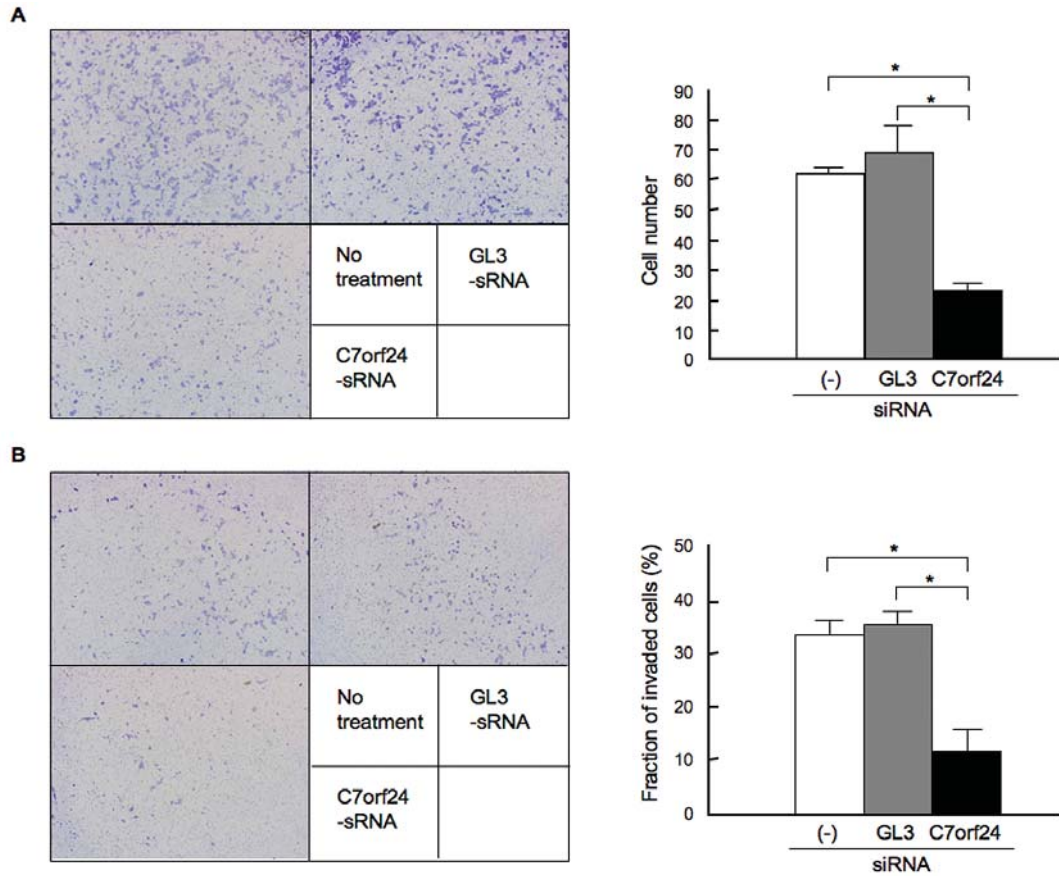 A
No
treatment
GL3
-sRNA
C7orf24
-sRNA
*
*
90
80
70
60
50
40
30
20
10
0
Cell number
(-) GL3 C7orf24
siRNA
B
No
treatment
GL3
-sRNA
C7orf24
-sRNA
*
*
50
40
30
20
10
0
Fraction of invaded cells (%)
(-) GL3 C7orf24
siRNA